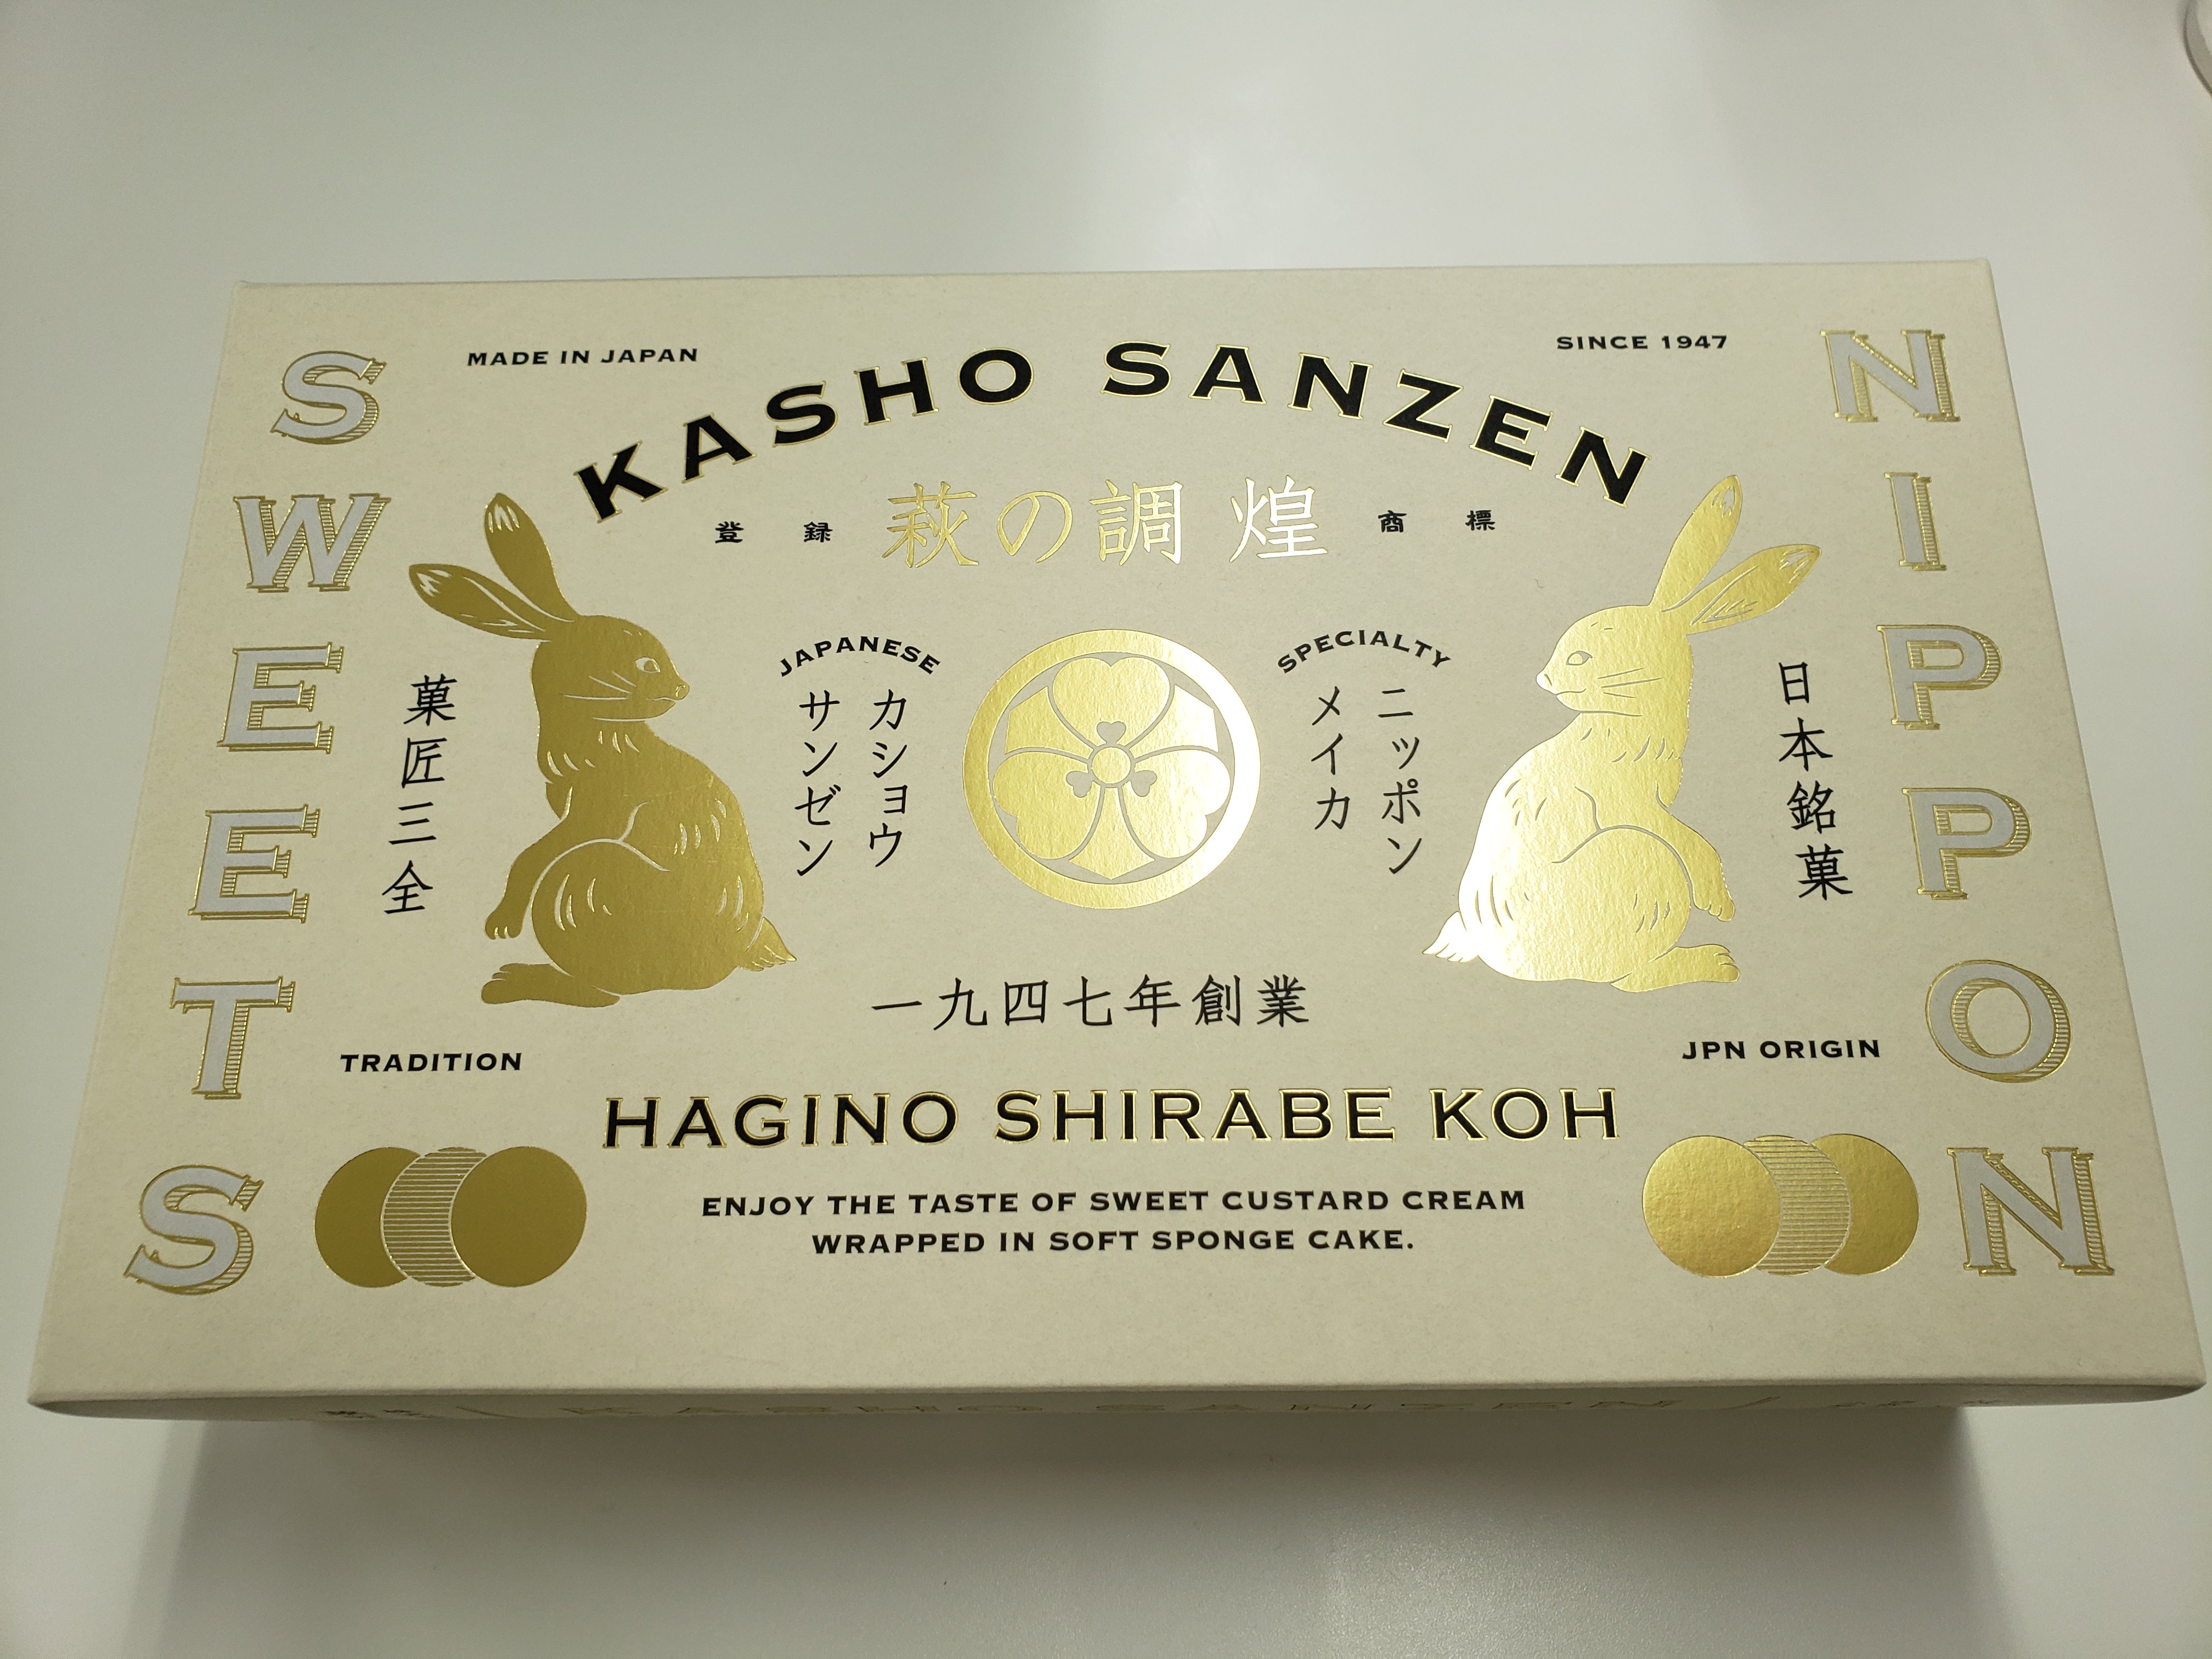 MADE IN JAPAN
SINCE 1947
KASHO SANZEN
登録 萩の調 煌 商標
SWEETS
NIPPON
菓匠三全
JAPANESE
カショウ
サンゼン
SPECIALTY
ニッポン
メイカ
日本銘菓
一九四七年創業
TRADITION
JPN ORIGIN
HAGINO SHIRABE KOH
ENJOY THE TASTE OF SWEET CUSTARD CREAM
WRAPPED IN SOFT SPONGE CAKE.